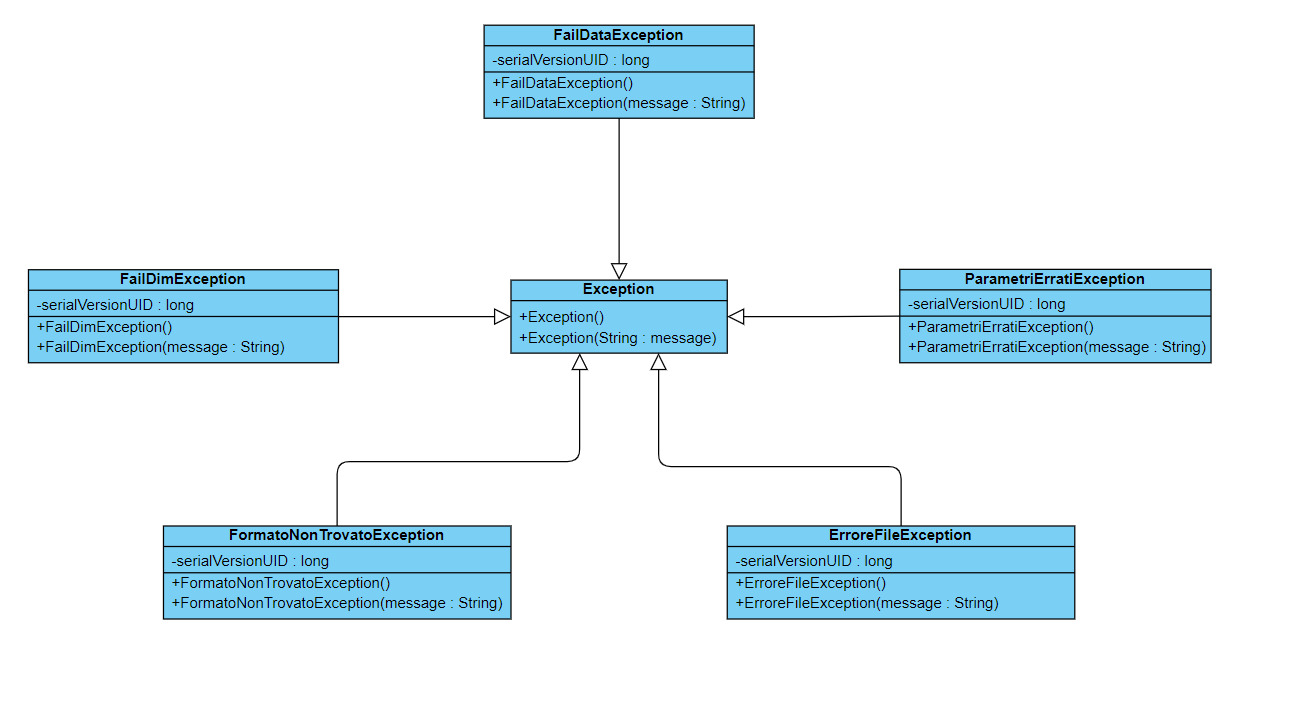 FailDataException
-serialVersionUID : long
+FailDataException()
+FailDataException(message : String)
FailDimException
-serialVersionUID : long
+FailDimException()
+FailDimException(message : String)
Exception
+Exception()
+Exception(String : message)
ParametriErratiException
-serialVersionUID : long
+ParametriErratiException()
+ParametriErratiException(message : String)
FormatoNonTrovatoException
-serialVersionUID : long
+FormatoNonTrovatoException()
+FormatoNonTrovatoException(message : String)
ErroreFileException
-serialVersionUID : long
+ErroreFileException()
+ErroreFileException(message : String)